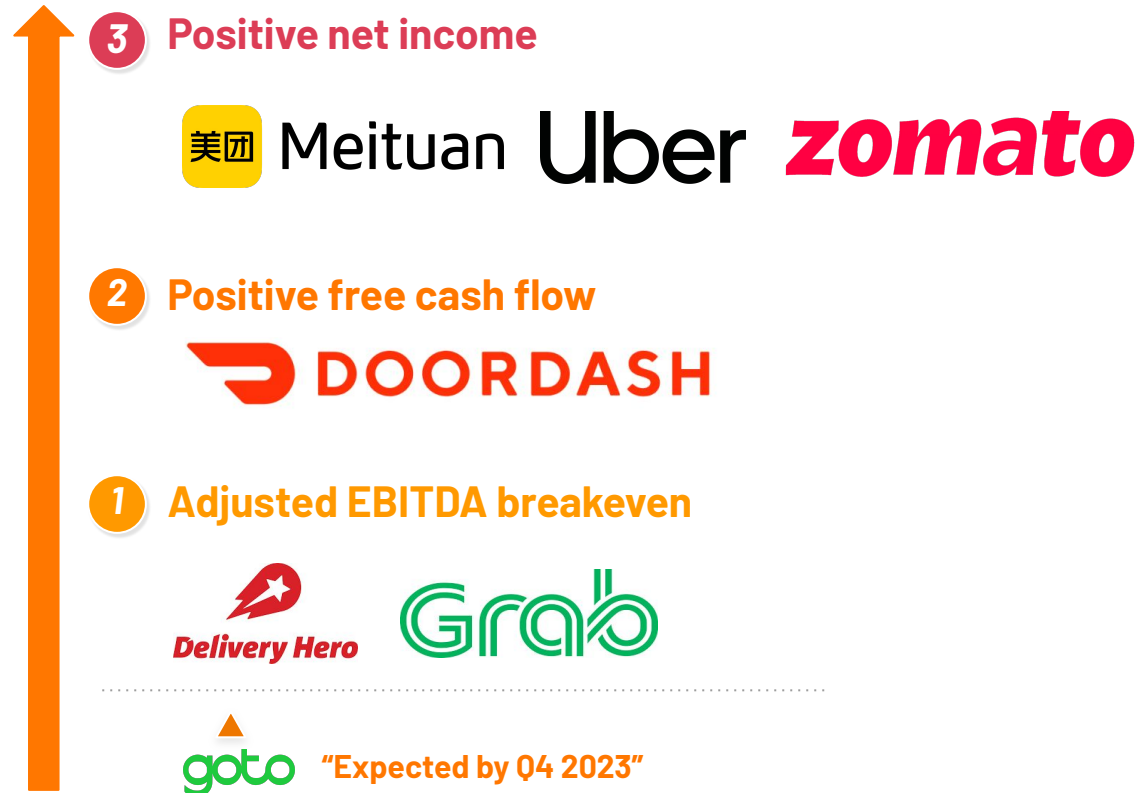 3 Positive net income
美团 Meituan Uber zomato
2 Positive free cash flow
DOORDASH
1 Adjusted EBITDA breakeven
Delivery Hero Grab
goto “Expected by Q4 2023”